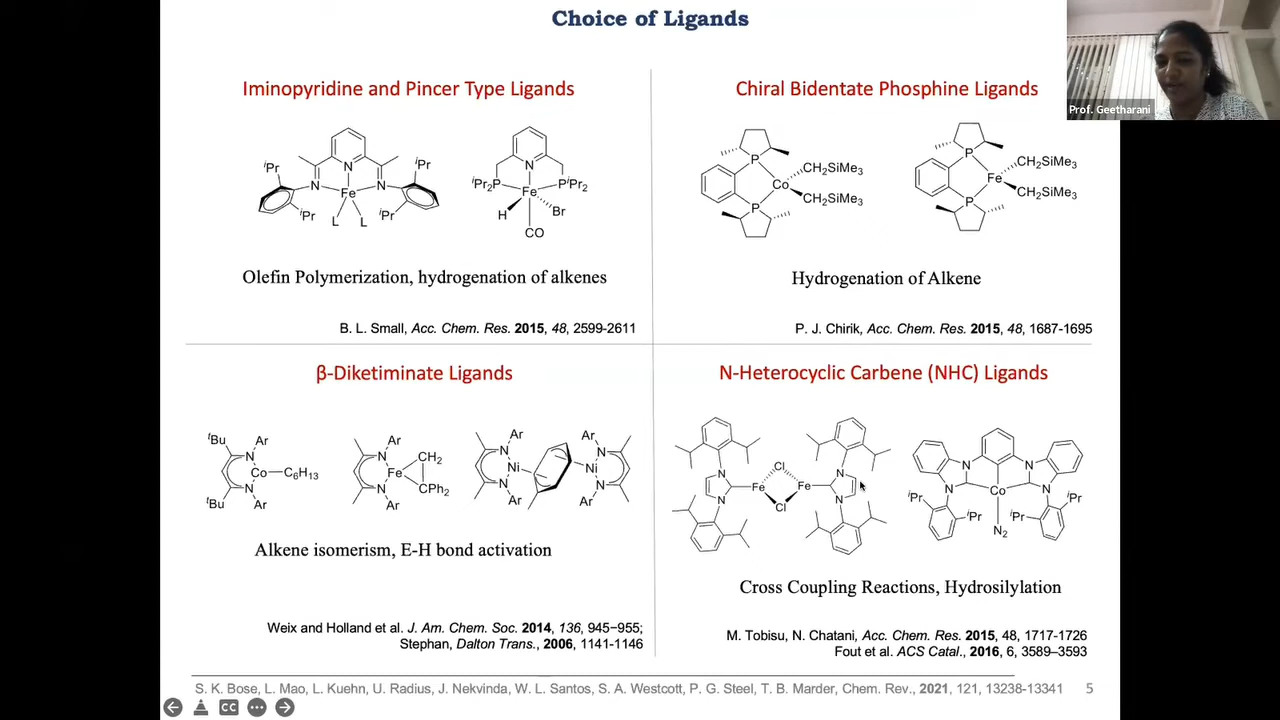 Choice of Ligands
Prof. Geetharani
Iminopyridine and Pincer Type Ligands
iPr
iPr
N
N
N
Fe
iPr
iPr
L
L
N
iPr2P
PiPr2
Fe
H
Br
CO
Olefin Polymerization, hydrogenation of alkenes
B. L. Small, Acc. Chem. Res. 2015, 48, 2599-2611
Chiral Bidentate Phosphine Ligands
P
Co
CH2SiMe3
CH2SiMe3
P
P
Fe
CH2SiMe3
CH2SiMe3
P
Hydrogenation of Alkene
P. J. Chirik, Acc. Chem. Res. 2015, 48, 1687-1695
β-Diketiminate Ligands
tBu
Ar
N
Co
C6H13
N
tBu
Ar
Ar
N
CH2
Fe
CPh2
N
Ar
Ar
N
Ni
N
Ar
Ar
N
Ni
N
Ar
Alkene isomerism, E-H bond activation
Weix and Holland et al. J. Am. Chem. Soc. 2014, 136, 945−955;
Stephan, Dalton Trans., 2006, 1141-1146
N-Heterocyclic Carbene (NHC) Ligands
N
N
Cl
Fe
Fe
Cl
N
N
N
N
N
N
Co
iPr
iPr
iPr
iPr
N2
Cross Coupling Reactions, Hydrosilylation
M. Tobisu, N. Chatani, Acc. Chem. Res. 2015, 48, 1717-1726
Fout et al. ACS Catal., 2016, 6, 3589–3593
S. K. Bose, L. Mao, L. Kuehn, U. Radius, J. Nekvinda, W. L. Santos, S. A. Westcott, P. G. Steel, T. B. Marder, Chem. Rev., 2021, 121, 13238-13341
5
CC